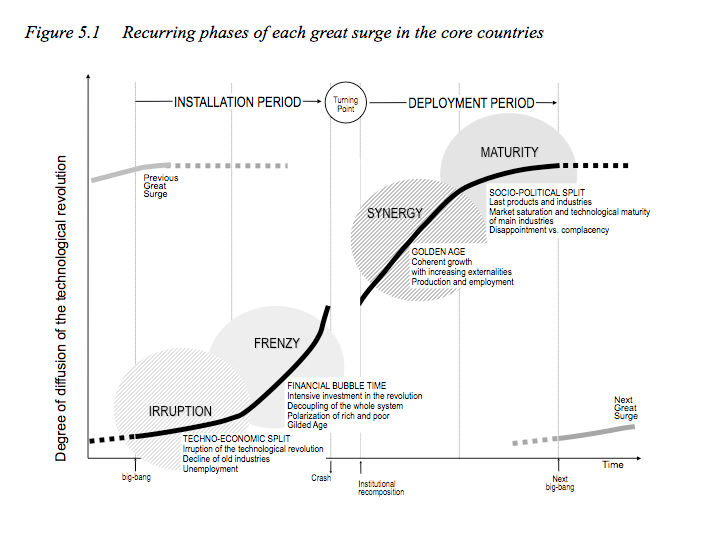 Figure 5.1 Recurring phases of each great surge in the core countries
INSTALLATION PERIOD
Turning
Point
DEPLOYMENT PERIOD
Degree of diffusion of the technological revolution
Previous
Great
Surge
MATURITY
SOCIO-POLITICAL SPLIT
Last products and industries
Market saturation and technological maturity
of main industries
Disappointment vs. complacency
SYNERGY
GOLDEN AGE
Coherent growth
with increasing externalities
Production and employment
FRENZY
FINANCIAL BUBBLE TIME
Intensive investment in the revolution
Decoupling of the whole system
Polarization of rich and poor
Gilded Age
IRRUPTION
TECHNO-ECONOMIC SPLIT
Irruption of the technological revolution
Decline of old industries
Unemployment
Next
Great
Surge
Time
big-bang
Crash
Institutional
recomposition
Next
big-bang